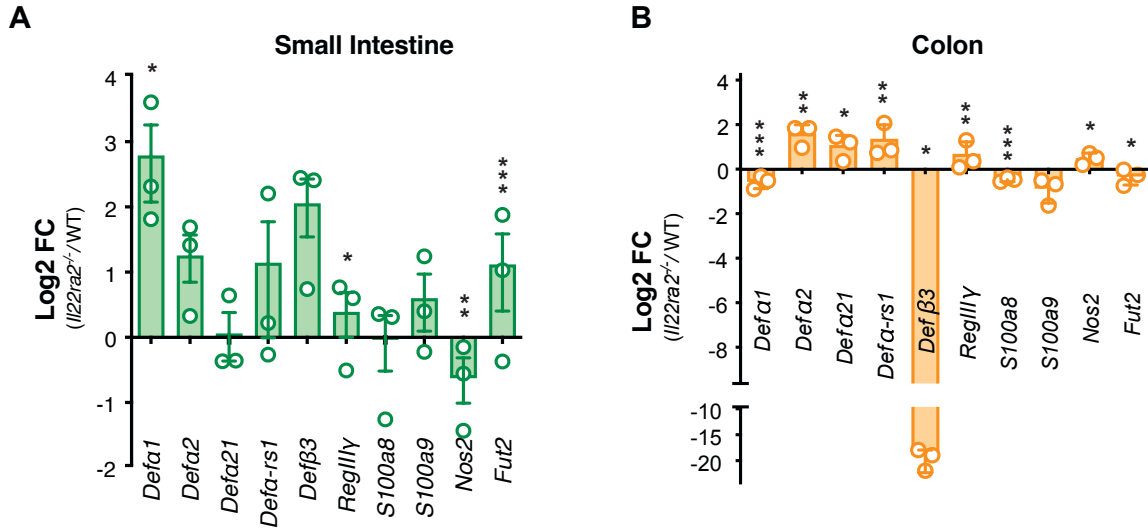 A
Small Intestine
Log2 FC
(Il22ra2-/-/WT)
4
3
2
1
0
-1
-2
*
*
**
***
Defα1
Defα2
Defα21
Defα-rs1
Defβ3
RegIIIγ
S100a8
S100a9
Nos2
Fut2
B
Colon
Log2 FC
(Il22ra2-/-/WT)
4
2
0
-2
-4
-6
-8
-10
-15
-20
***
**
*
**
*
**
***
*
*
Defα1
Defα2
Defα21
Defα-rs1
Def β3
RegIIIγ
S100a8
S100a9
Nos2
Fut2